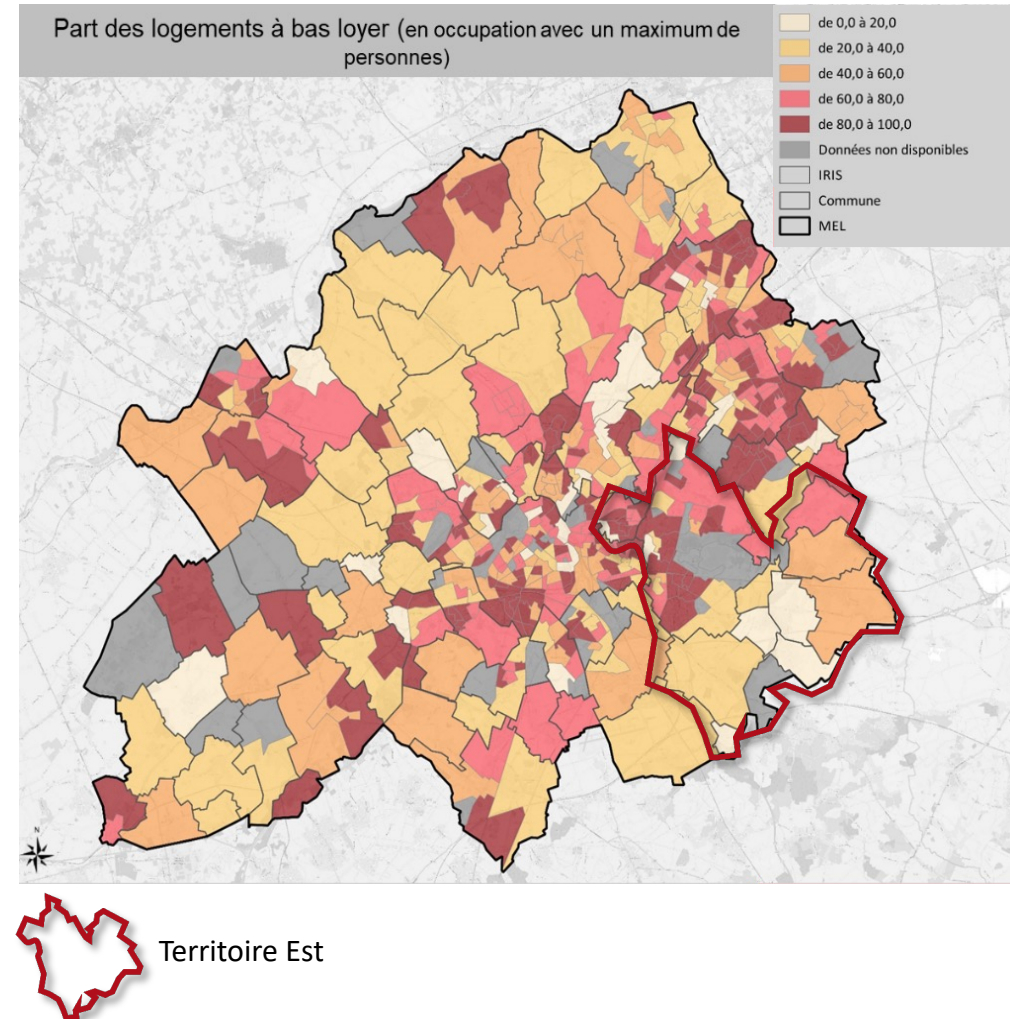 Part des logements à bas loyer (en occupation avec un maximum de
personnes)
de 0,0 à 20,0
de 20,0 à 40,0
de 40,0 à 60,0
de 60,0 à 80,0
de 80,0 à 100,0
Données non disponibles
IRIS
Commune
MEL
N
Territoire Est